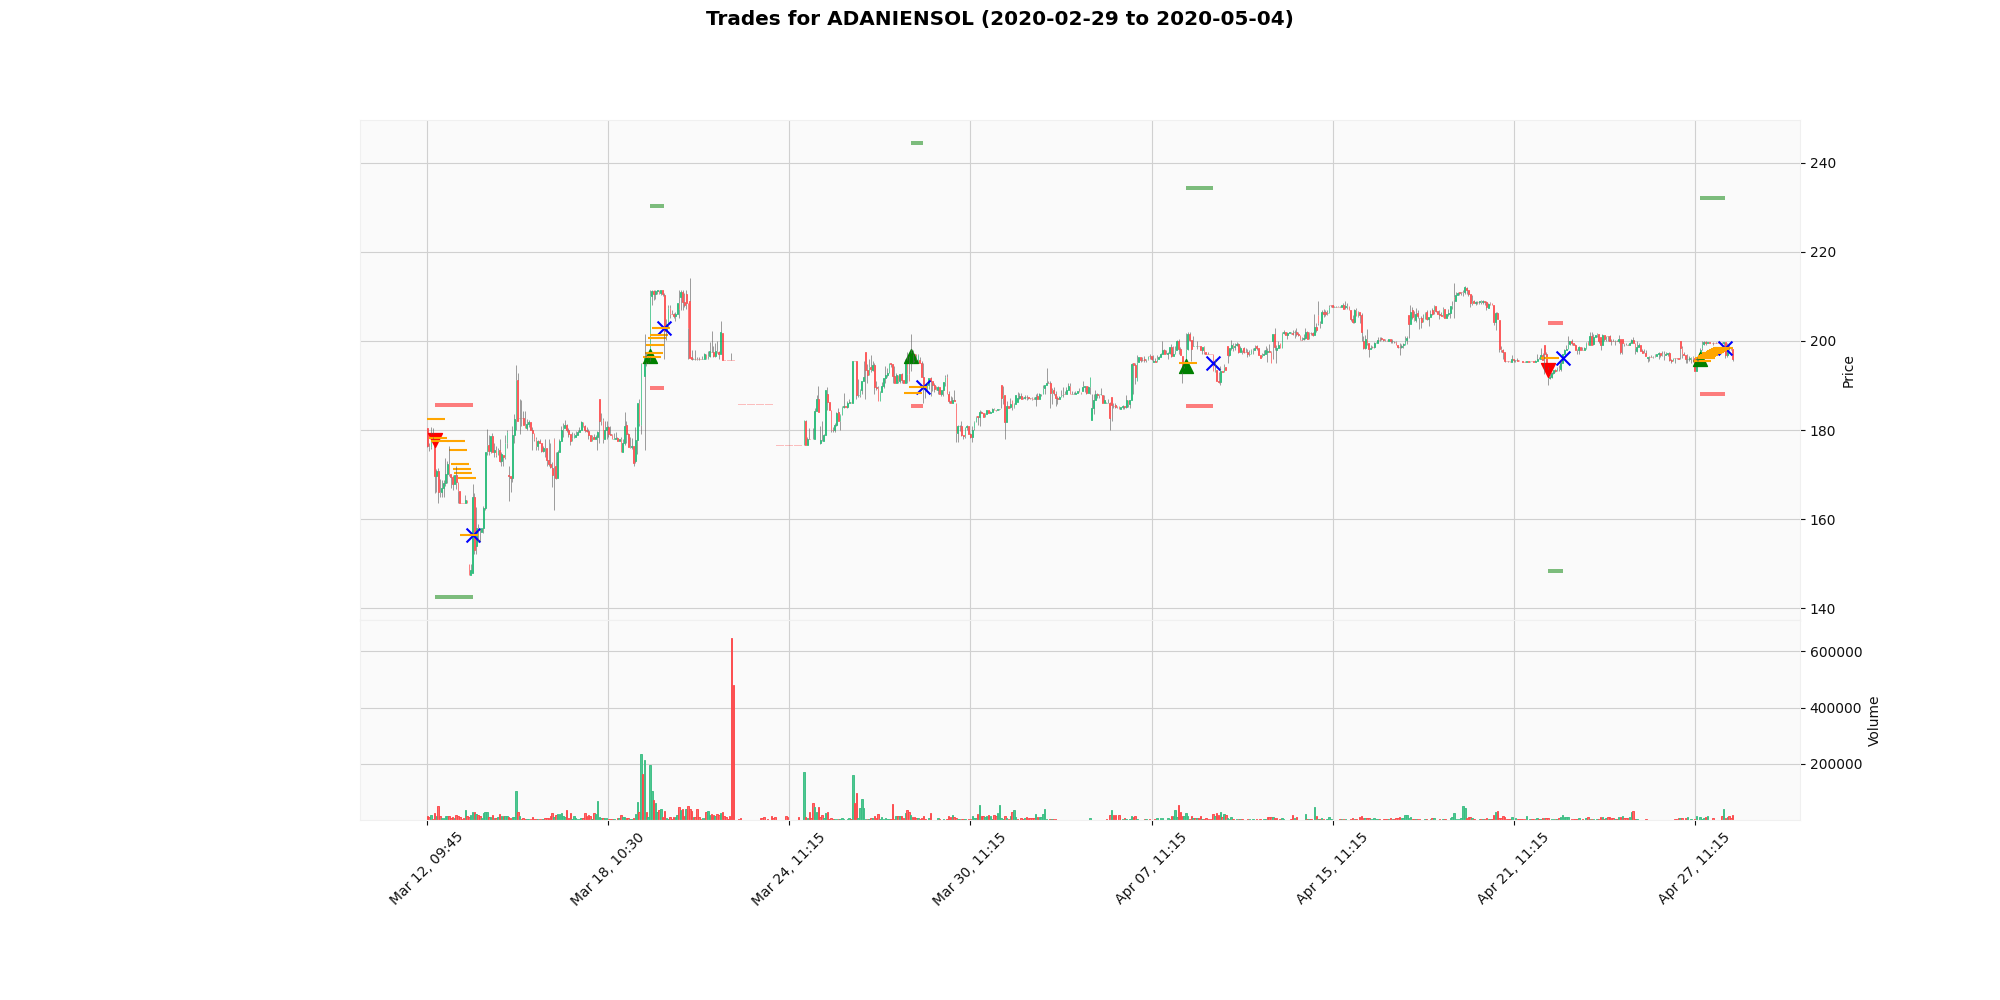 Trades for ADANIENSOL (2020-02-29 to 2020-05-04)
240
220
200
180
160
140
Price
600000
400000
200000
Volume
Mar 12, 09:45
Mar 18, 10:30
Mar 24, 11:15
Mar 30, 11:15
Apr 07, 11:15
Apr 15, 11:15
Apr 21, 11:15
Apr 27, 11:15